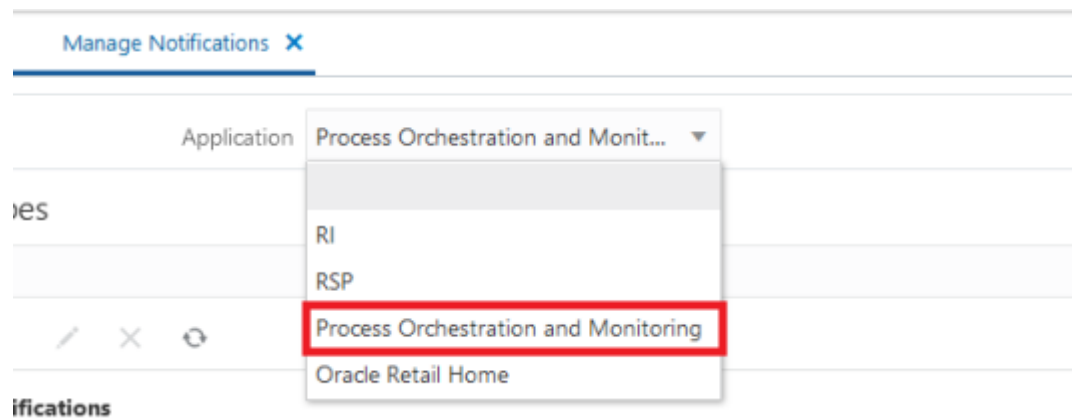 Manage Notifications
Application Process Orchestration and Monit...
pes
RI
RSP
Process Orchestration and Monitoring
Oracle Retail Home
ifications